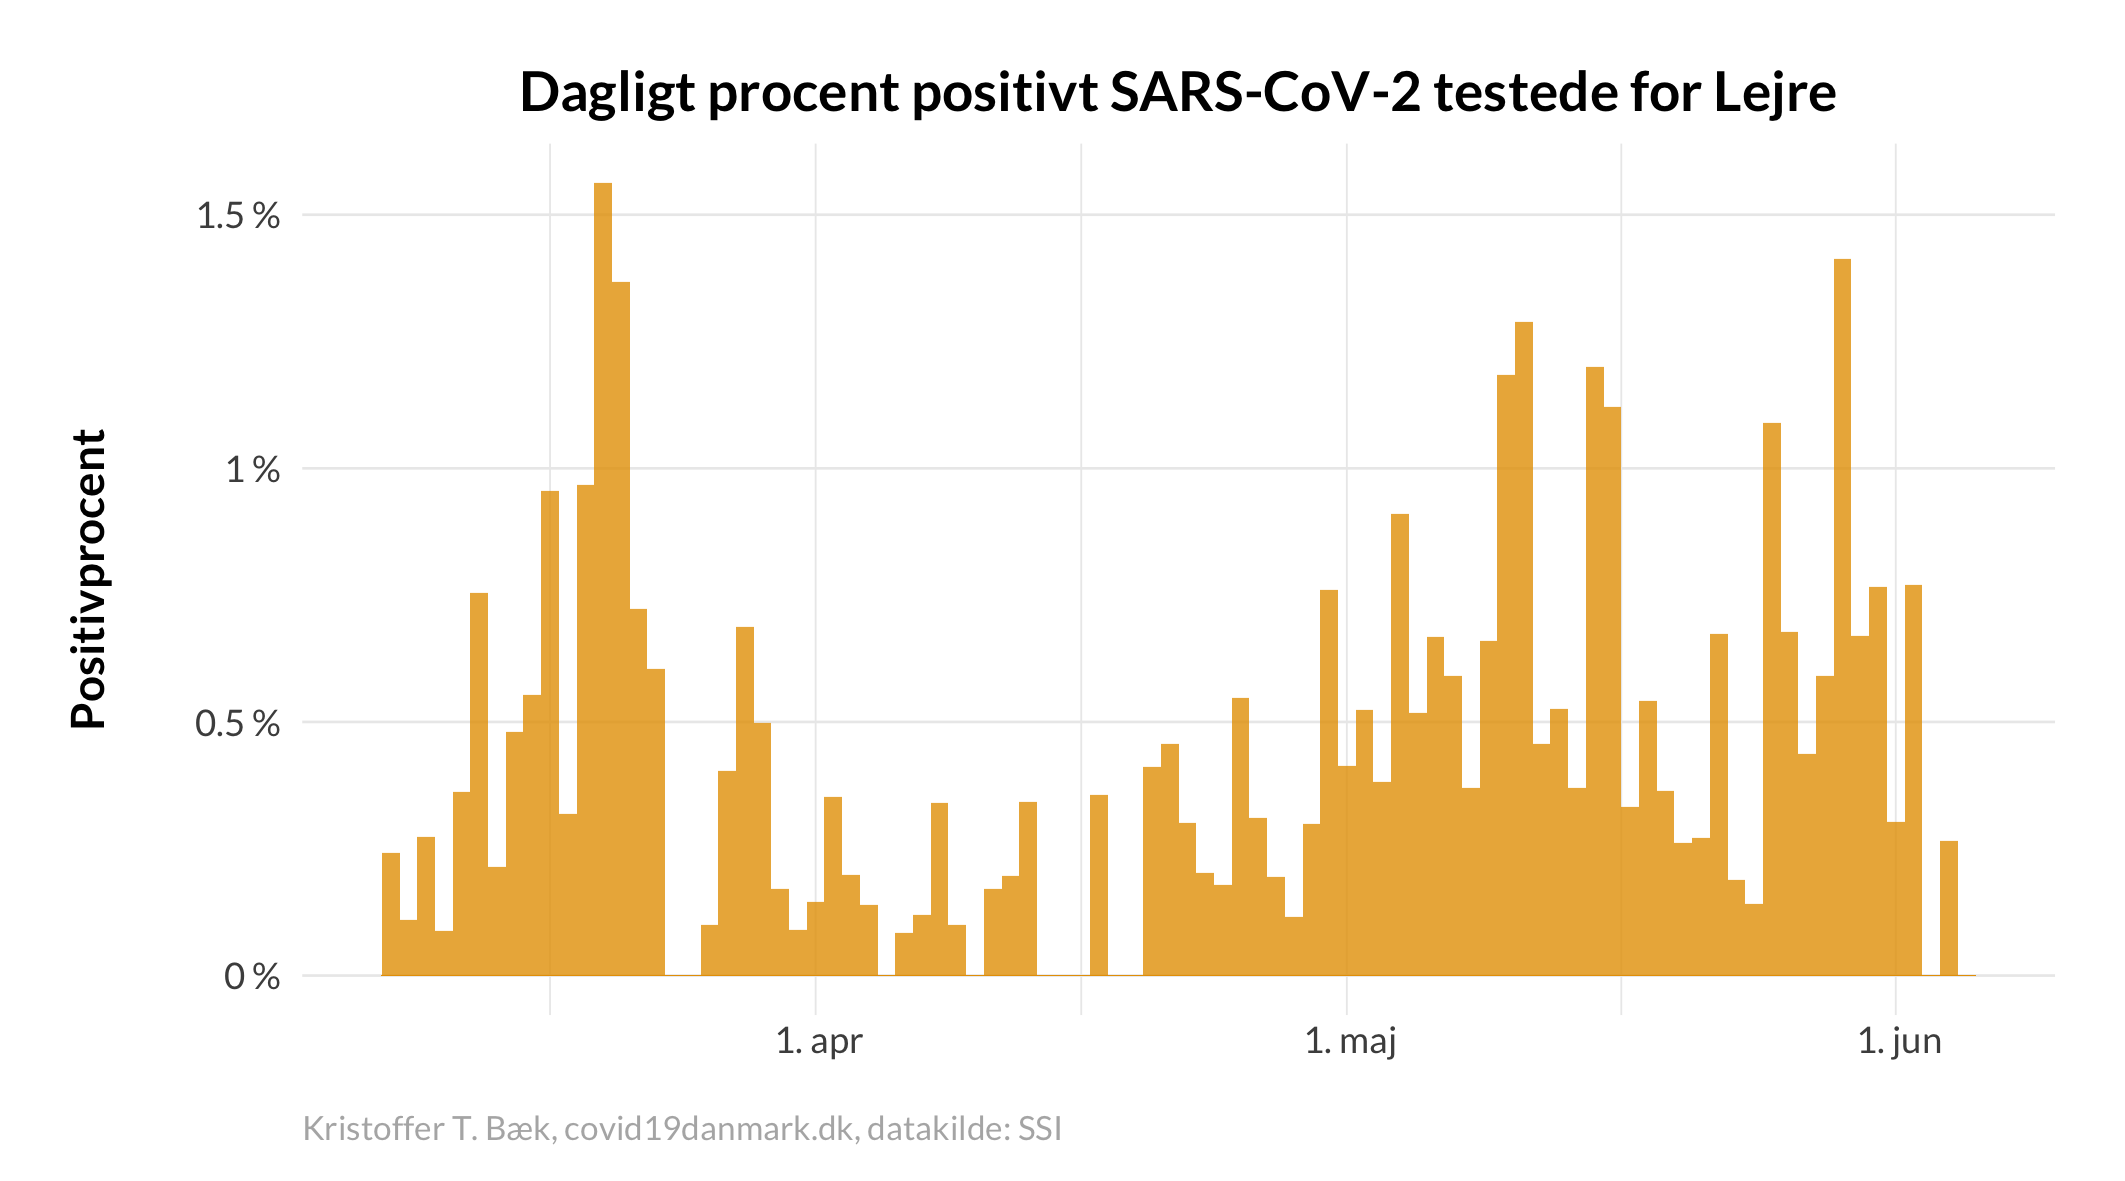 Dagligt procent positivt SARS-CoV-2 testede for Lejre
Positivprocent
1.5 %
1 %
0.5 %
0 %
1. apr
1. maj
1. jun
Kristoffer T. Bæk, covid19danmark.dk, datakilde: SSI